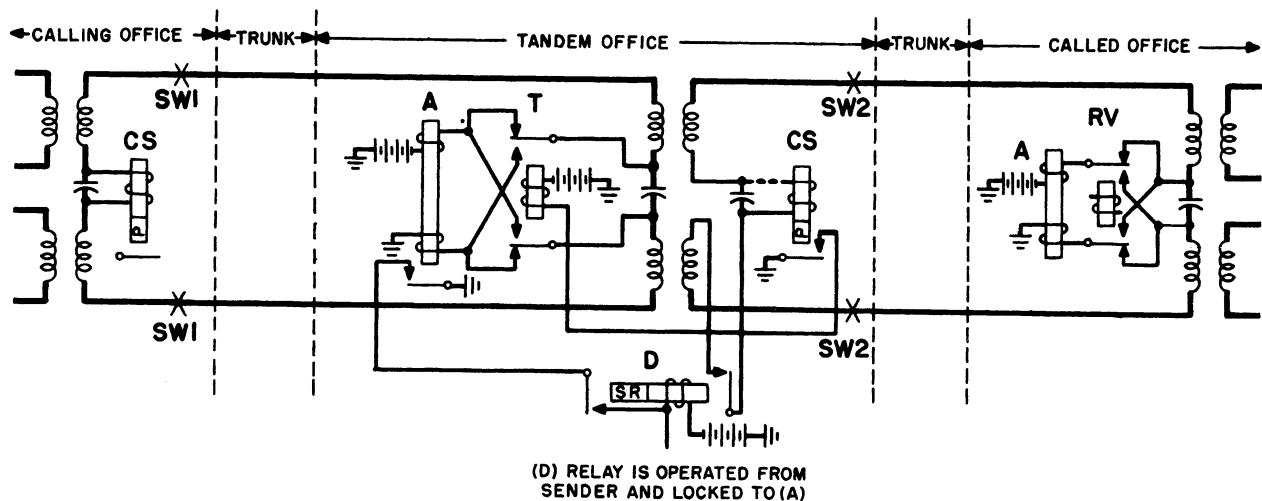 CALLING OFFICE TRUNK TANDEM OFFICE TRUNK CALLED OFFICE
SW1 SW2
A T RV
CS CS A
P P
SW1 SW2
D
SR
(D) RELAY IS OPERATED FROM
SENDER AND LOCKED TO (A)